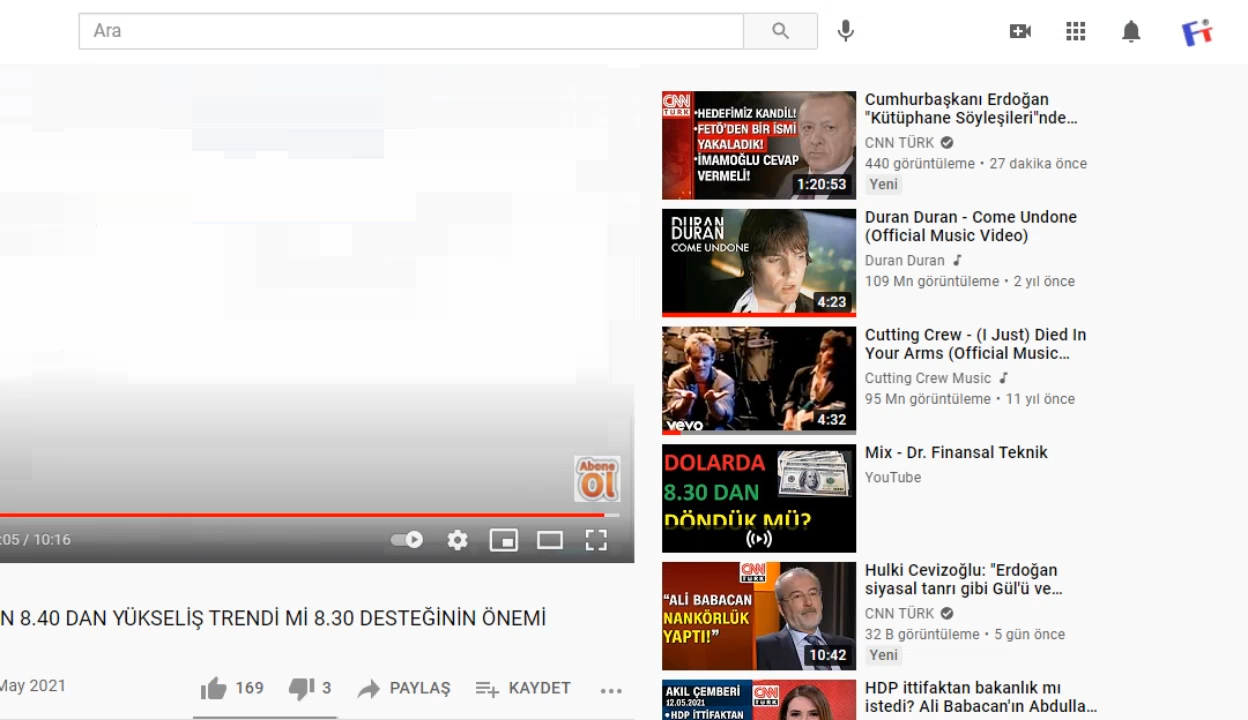 Ara
CNN
TÜRK
•HEDEFİMİZ KANDİL!
•FETÖ'DEN BİR İSMİ
YAKALADIK!
•İMAMOĞLU CEVAP
VERMELİ!
1:20:53
Cumhurbaşkanı Erdoğan
"Kütüphane Söyleşileri"nde...
CNN TÜRK
440 görüntüleme • 27 dakika önce
Yeni
DURAN
DURAN
COME UNDONE
4:23
Duran Duran - Come Undone
(Official Music Video)
Duran Duran
109 Mn görüntüleme • 2 yıl önce
vevo
4:32
Cutting Crew - (I Just) Died In
Your Arms (Official Music...
Cutting Crew Music
95 Mn görüntüleme • 11 yıl önce
DOLARDA
8.30 DAN
DÖNDÜK MÜ?
Mix - Dr. Finansal Teknik
YouTube
Abone
Ol
:05 / 10:16
CNN
TÜRK
"ALİ BABACAN
NANKÖRLÜK
YAPTI!"
10:42
Hulki Cevizoğlu: "Erdoğan
siyasal tanrı gibi Gül'ü ve...
CNN TÜRK
32 B görüntüleme • 5 gün önce
Yeni
N 8.40 DAN YÜKSELİŞ TRENDİ Mİ 8.30 DESTEĞİNİN ÖNEMİ
May 2021
169
3
PAYLAŞ
KAYDET
AKIL ÇEMBERİ
12.05.2021
•HDP İTTİFAKTAN
CNN
TÜRK
HDP ittifaktan bakanlık mı
istedi? Ali Babacan'ın Abdulla...